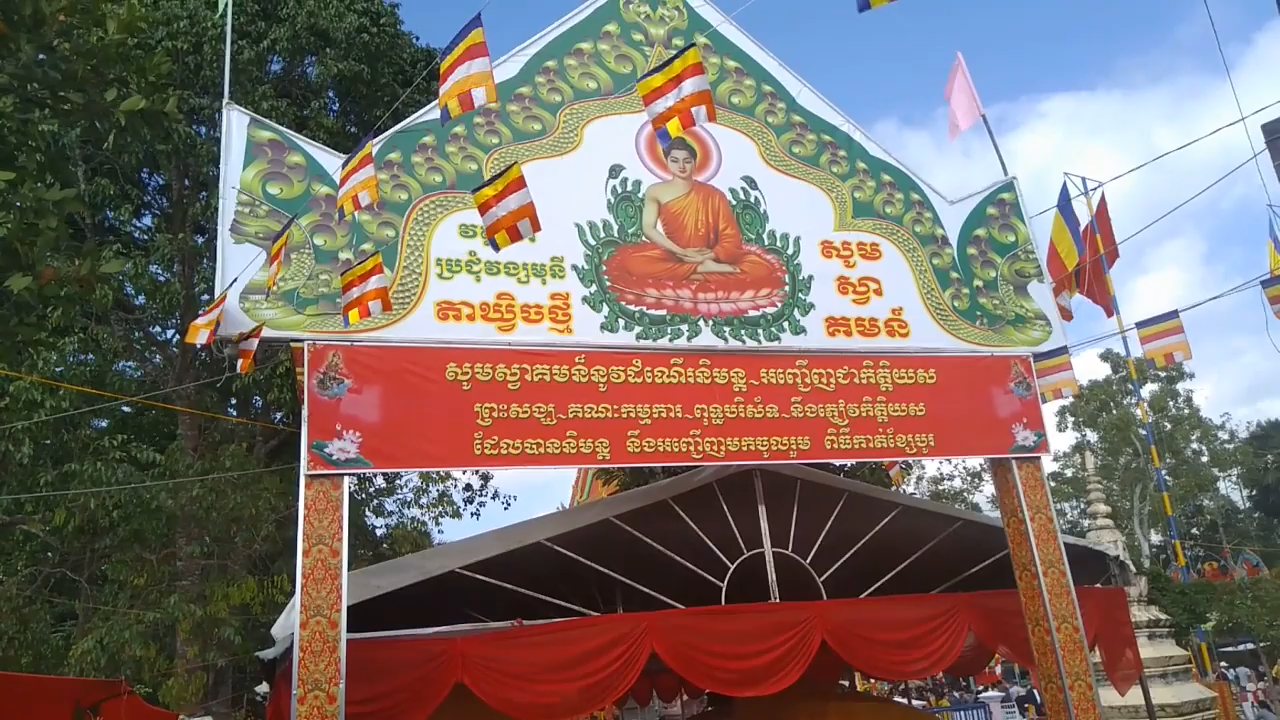 ប្រជុំវង្សមុនី
តាឃ្វិចថ្មី
សូម
ស្វា
គមន៍
សូមស្វាគមន៍នូវដំណើរនិមន្ត~អញ្ជើញជាកិត្តិយស
ព្រះសង្ឃ~គណៈកម្មការ~ពុទ្ធបរិស័ទ~នឹងភ្ញៀវកិត្តិយស
ដែលបាននិមន្ត នឹងអញ្ជើញមកចូលរួម ពិធីកាត់ខ្សែបូរ